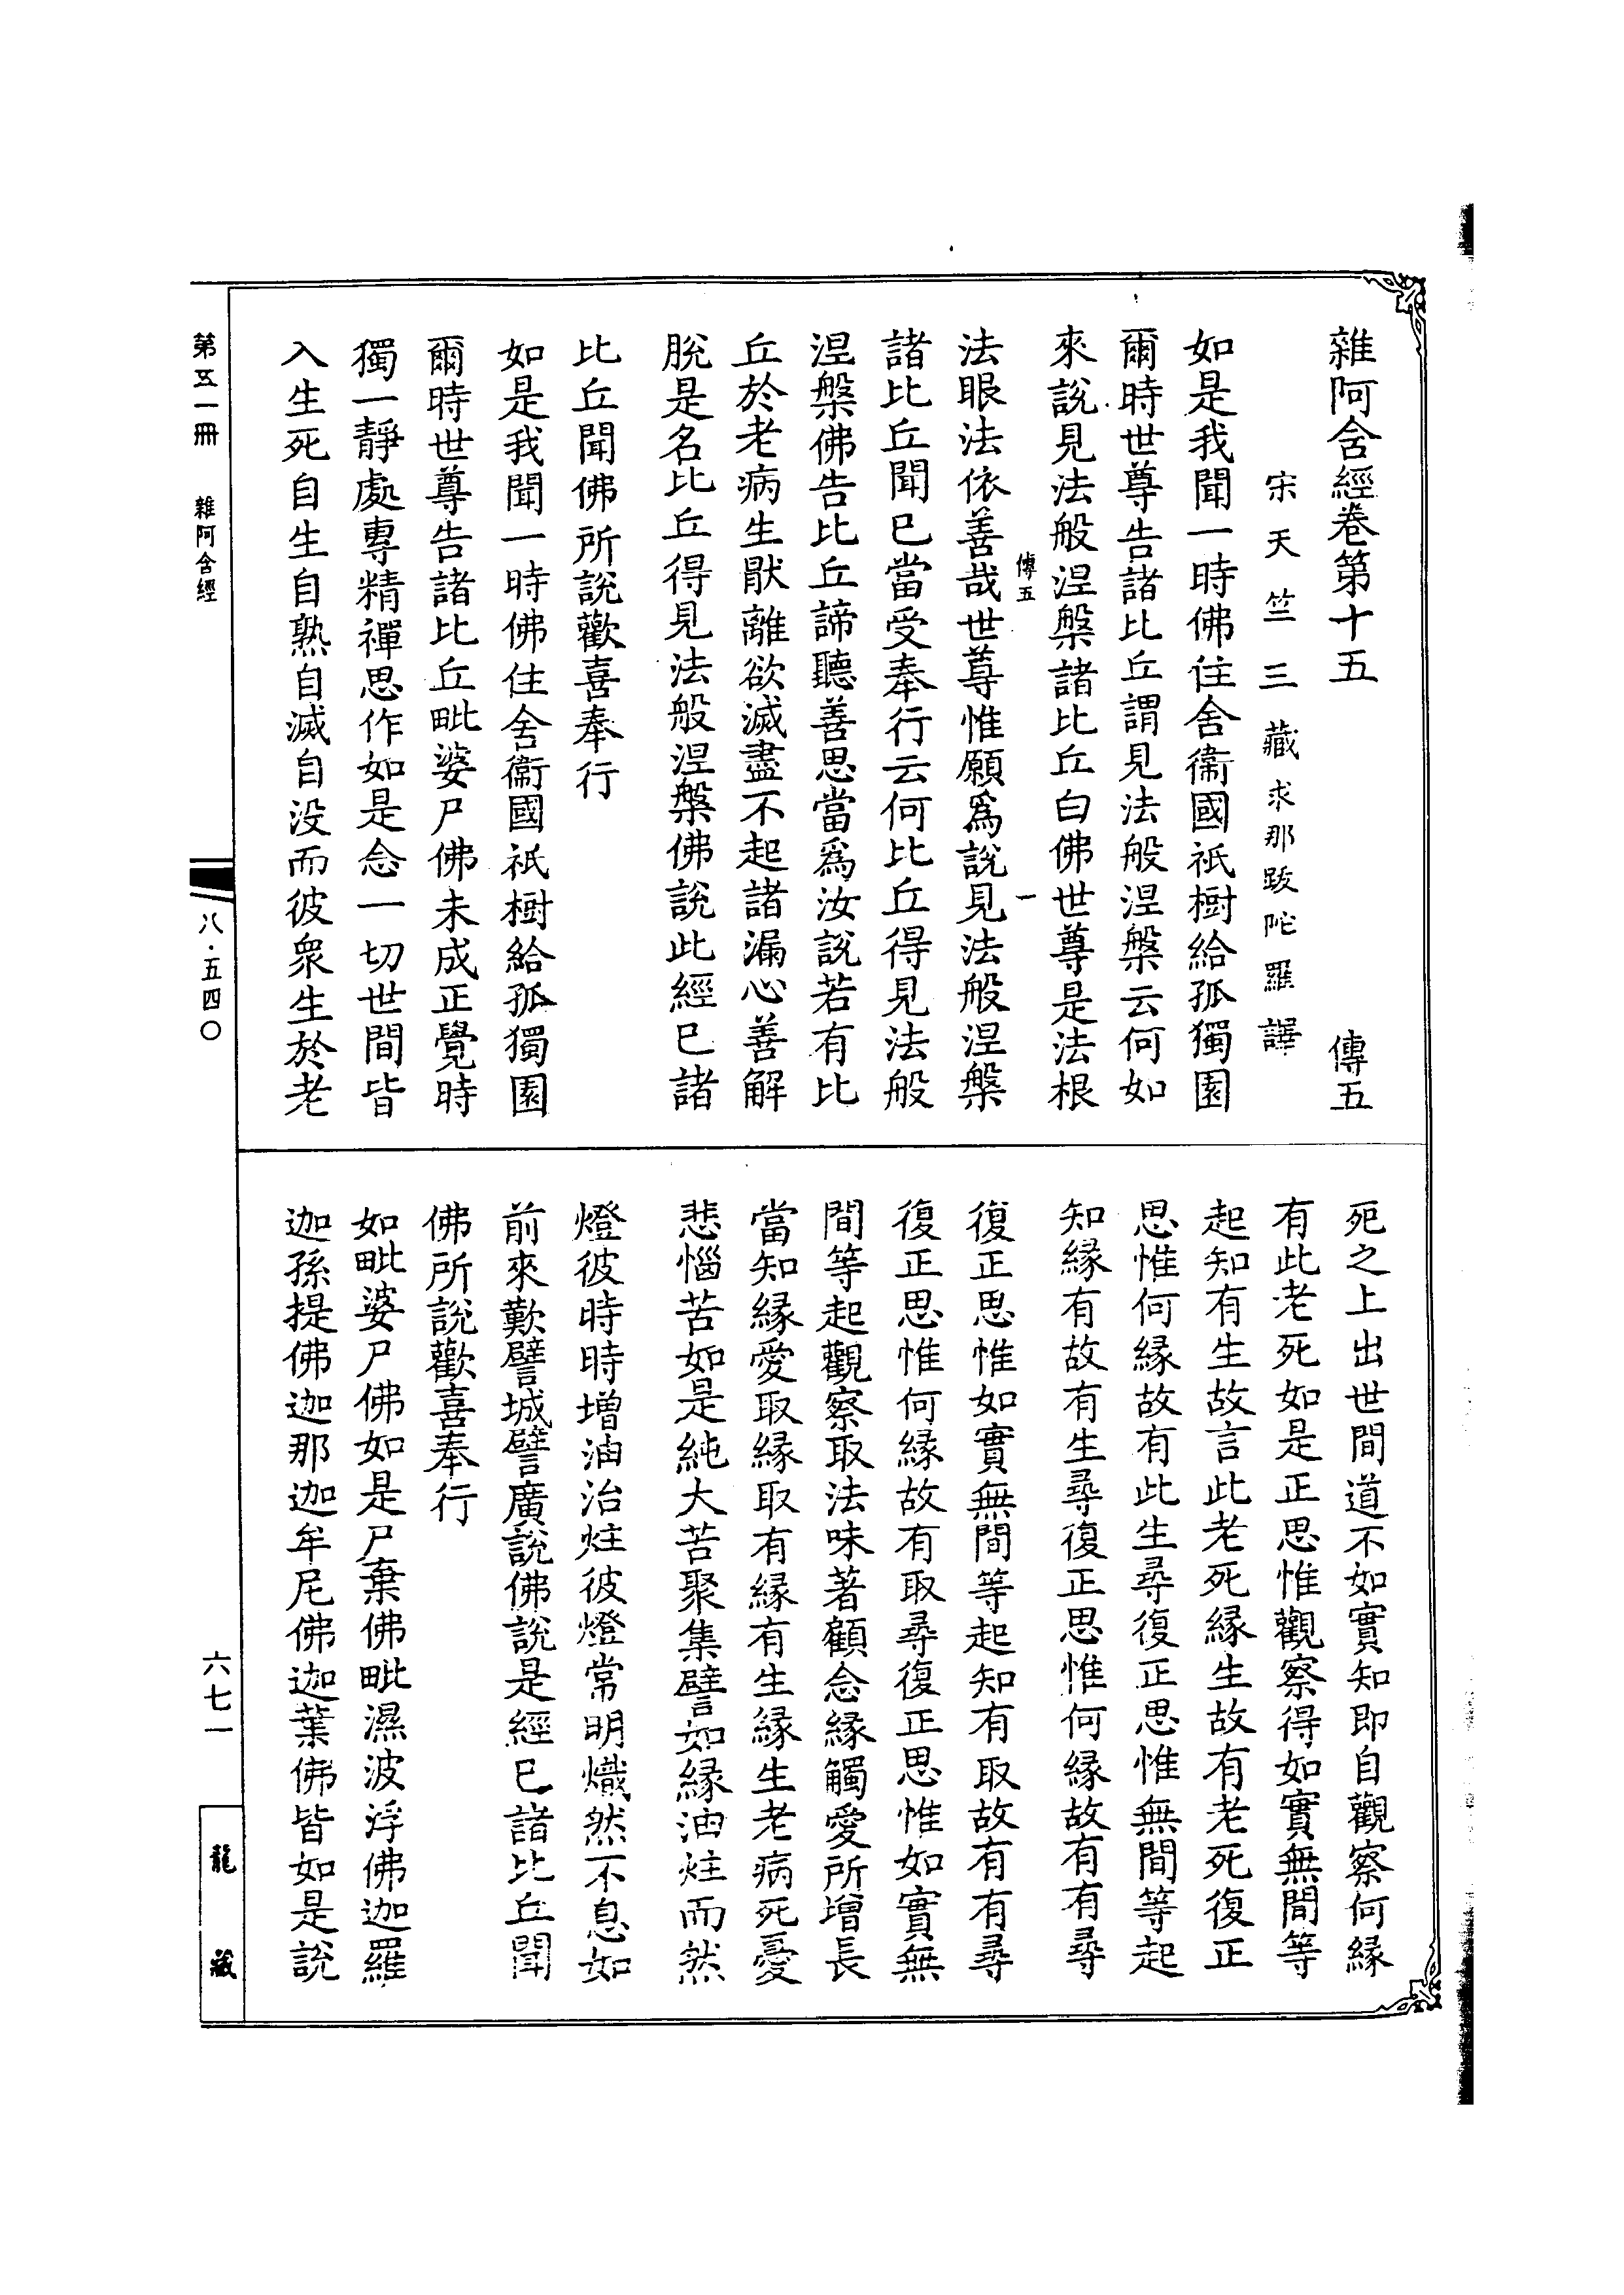 雜阿含經卷第十五　傳五
宋天竺三藏求那跋陀羅譯
如是我聞一時佛住舍衞國祇樹給孤獨園
爾時世尊告諸比丘謂見法般涅槃云何如
來說見法般涅槃諸比丘白佛世尊是法根
傳五　一
法眼法依善哉世尊惟願爲說見法般涅槃
諸比丘聞已當受奉行云何比丘得見法般
涅槃佛告比丘諦聽善思當爲汝說若有比
丘於老病生猒離欲滅盡不起諸漏心善解
脫是名比丘得見法般涅槃佛說此經已諸
比丘聞佛所說歡喜奉行
如是我聞一時佛住舍衞國祇樹給孤獨園
爾時世尊告諸比丘毗婆尸佛未成正覺時
獨一靜處專精禪思作如是念一切世間皆
入生死自生自熟自滅自没而彼衆生於老
死之上出世間道不如實知即自觀察何縁
有此老死如是正思惟觀察得如實無間等
起知有生故言此老死縁生故有老死復正
思惟何縁故有此生尋復正思惟無間等起
知縁有故有生尋復正思惟何縁故有有尋
復正思惟如實無間等起知有取故有有尋
復正思惟何縁故有取尋復正思惟如實無
間等起觀察取法味著顧念縁觸愛所增長
當知縁愛取縁取有縁有生縁生老病死憂
悲惱苦如是純大苦聚集譬如縁油炷而然
燈彼時時增油治炷彼燈常明熾然不息如
前來歎譬城譬廣說佛說是經已諸比丘聞
佛所說歡喜奉行
如毗婆尸佛如是尸棄佛毗濕波浮佛迦羅
迦孫提佛迦那迦牟尼佛迦葉佛皆如是說
第五一冊　雜阿含經
八·五四〇
六七一
龍藏